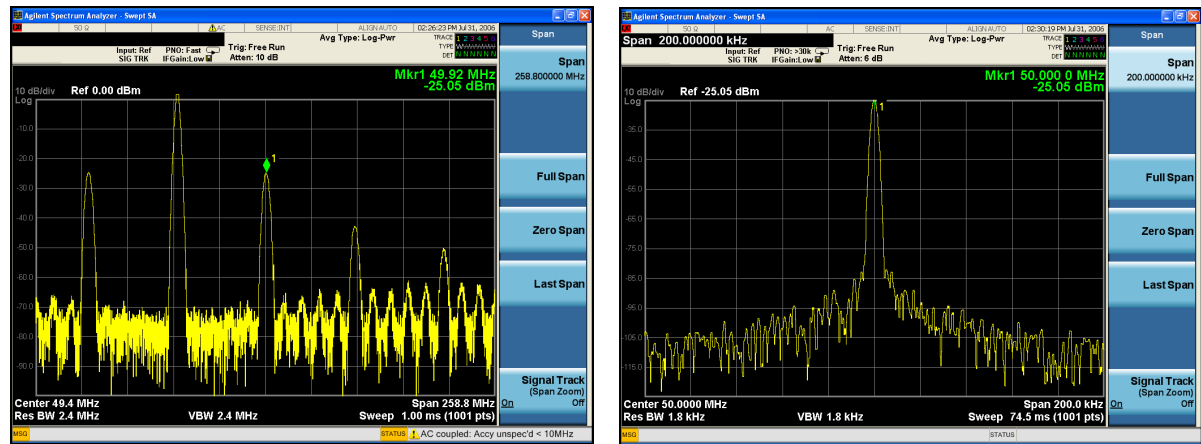 Agilent Spectrum Analyzer - Swept SA
50 Ω AC SENSE:INT ALIGNAUTO 02:26:23 PM Jul 31, 2006
Input: Ref PNO: Fast Trig: Free Run Avg Type: Log-Pwr TRACE 1 2 3 4 5 6
SIG TRK IFGain:Low Atten: 10 dB TYPE
DET N N N N N N
Mkr1 49.92 MHz
-25.05 dBm
10 dB/div Ref 0.00 dBm
Log
-10.0
-20.0
-30.0
-40.0
-50.0
-60.0
-70.0
-80.0
-90.0
1
Center 49.4 MHz Span 258.8 MHz
Res BW 2.4 MHz VBW 2.4 MHz Sweep 1.00 ms (1001 pts)
MSG STATUS AC coupled: Accy unspec'd < 10MHz
Span
Span
258.800000 MHz
Full Span
Zero Span
Last Span
Signal Track
(Span Zoom)
On Off
Agilent Spectrum Analyzer - Swept SA
50 Ω AC SENSE:INT ALIGNAUTO 02:30:19 PM Jul 31, 2006
Span 200.000000 kHz
Input: Ref PNO: >30k Trig: Free Run Avg Type: Log-Pwr TRACE 1 2 3 4 5 6
SIG TRK IFGain:Low Atten: 6 dB TYPE
DET N N N N N N
Mkr1 50.000 0 MHz
-25.05 dBm
10 dB/div Ref -25.05 dBm
Log
-35.0
-45.0
-55.0
-65.0
-75.0
-85.0
-95.0
-105.0
-115.0
1
Center 50.0000 MHz Span 200.0 kHz
Res BW 1.8 kHz VBW 1.8 kHz Sweep 74.5 ms (1001 pts)
MSG STATUS
Span
Span
200.000000 kHz
Full Span
Zero Span
Last Span
Signal Track
(Span Zoom)
On Off